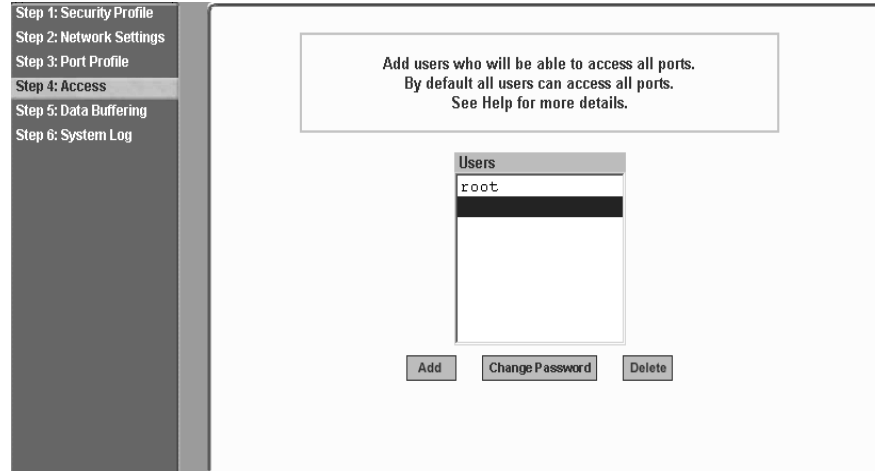 Step 1: Security Profile
Step 2: Network Settings
Step 3: Port Profile
Step 4: Access
Step 5: Data Buffering
Step 6: System Log
Add users who will be able to access all ports.
By default all users can access all ports.
See Help for more details.
Users
root
Add
Change Password
Delete